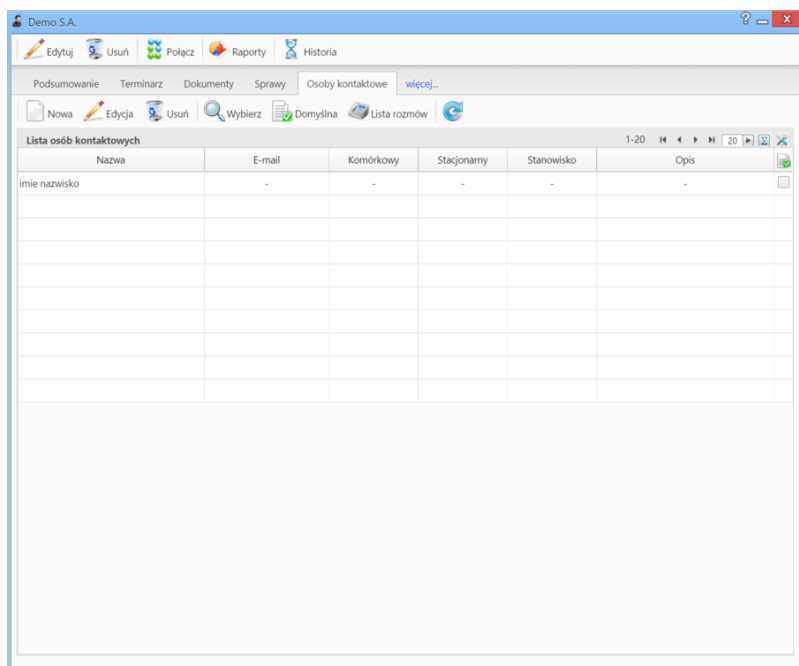 Demo S.A.
Edytuj Usuń Połącz Raporty Historia
Podsumowanie Terminarz Dokumenty Sprawy Osoby kontaktowe więcej...
Nowa Edycja Usuń Wybierz Domyślna Lista rozmów
Lista osób kontaktowych 1-20 20
Nazwa E-mail Komórkowy Stacjonarny Stanowisko Opis
imie nazwisko - - - - -